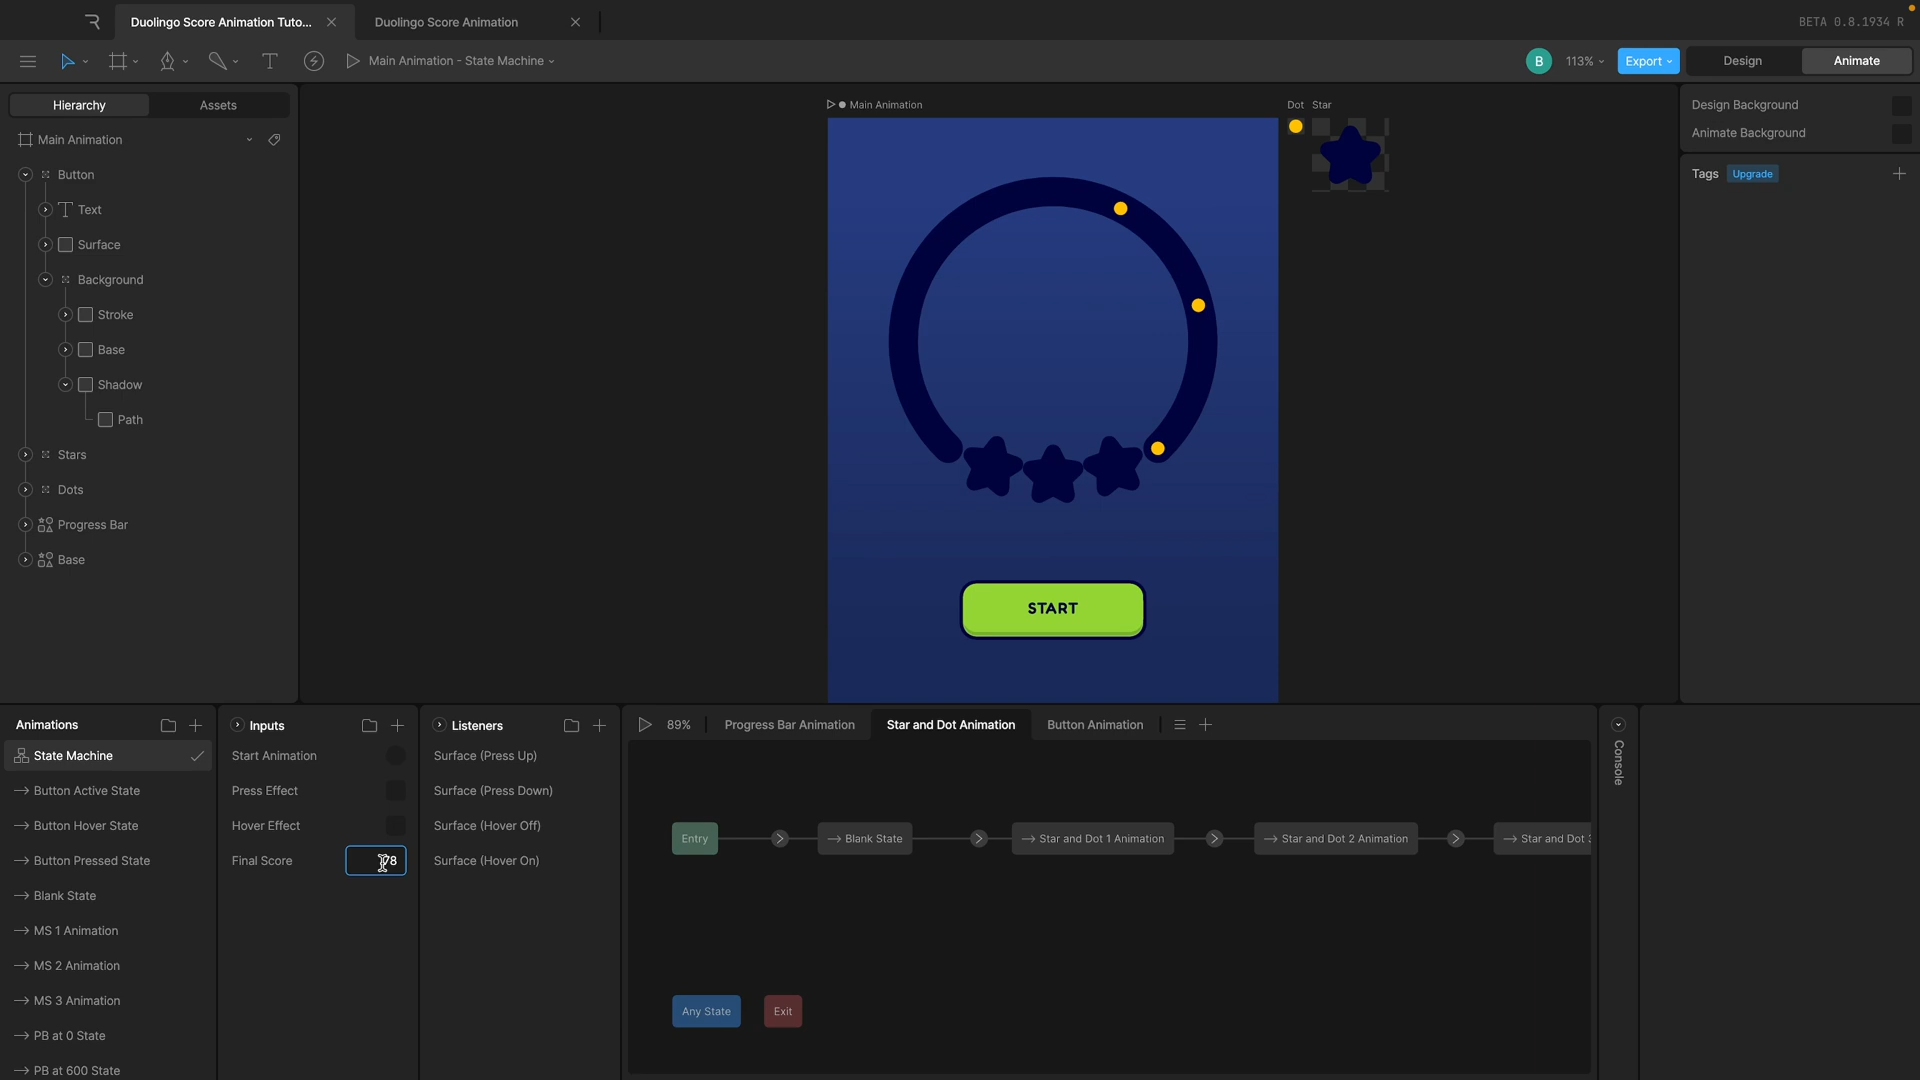 Duolingo Score Animation Tuto...
Duolingo Score Animation
BETA 0.8.1934 R
Main Animation - State Machine
B
113%
Export
Design
Animate
Hierarchy
Assets
Main Animation
Button
Text
Surface
Background
Stroke
Base
Shadow
Path
Stars
Dots
Progress Bar
Base
Main Animation
Dot
Star
START
Design Background
Animate Background
Tags
Upgrade
Animations
State Machine
Button Active State
Button Hover State
Button Pressed State
Blank State
MS 1 Animation
MS 2 Animation
MS 3 Animation
PB at 0 State
PB at 600 State
Inputs
Start Animation
Press Effect
Hover Effect
Final Score
Listeners
Surface (Press Up)
Surface (Press Down)
Surface (Hover Off)
Surface (Hover On)
89%
Progress Bar Animation
Star and Dot Animation
Button Animation
Entry
Blank State
Star and Dot 1 Animation
Star and Dot 2 Animation
Star and Dot
Any State
Exit
Console